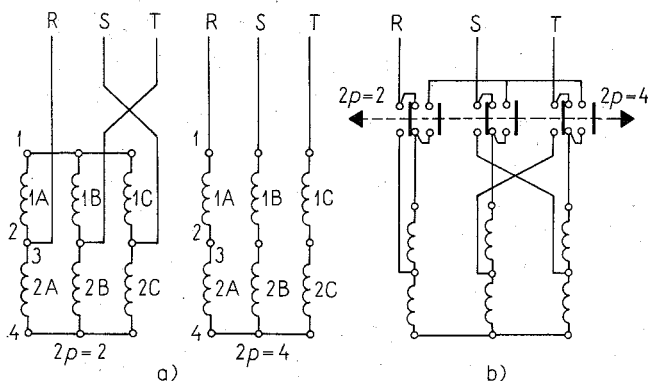 R S T R S T R S T
2p=2 2p=4
1 1
1A 1B 1C 1A 1B 1C
2 3 2 3
2A 2B 2C 2A 2B 2C
4 4
2p=2 2p=4
a) b)